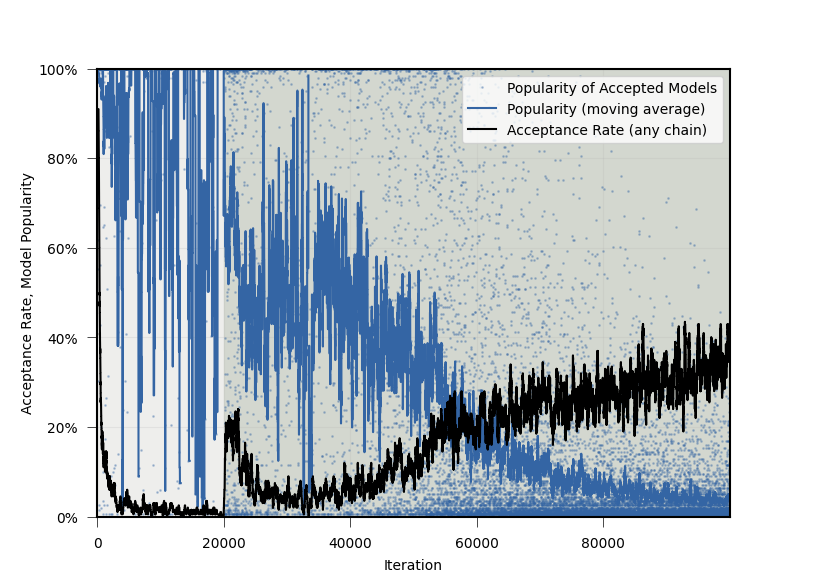 100%
80%
60%
40%
20%
0%
Acceptance Rate, Model Popularity
Popularity of Accepted Models
Popularity (moving average)
Acceptance Rate (any chain)
0
20000
40000
60000
80000
Iteration